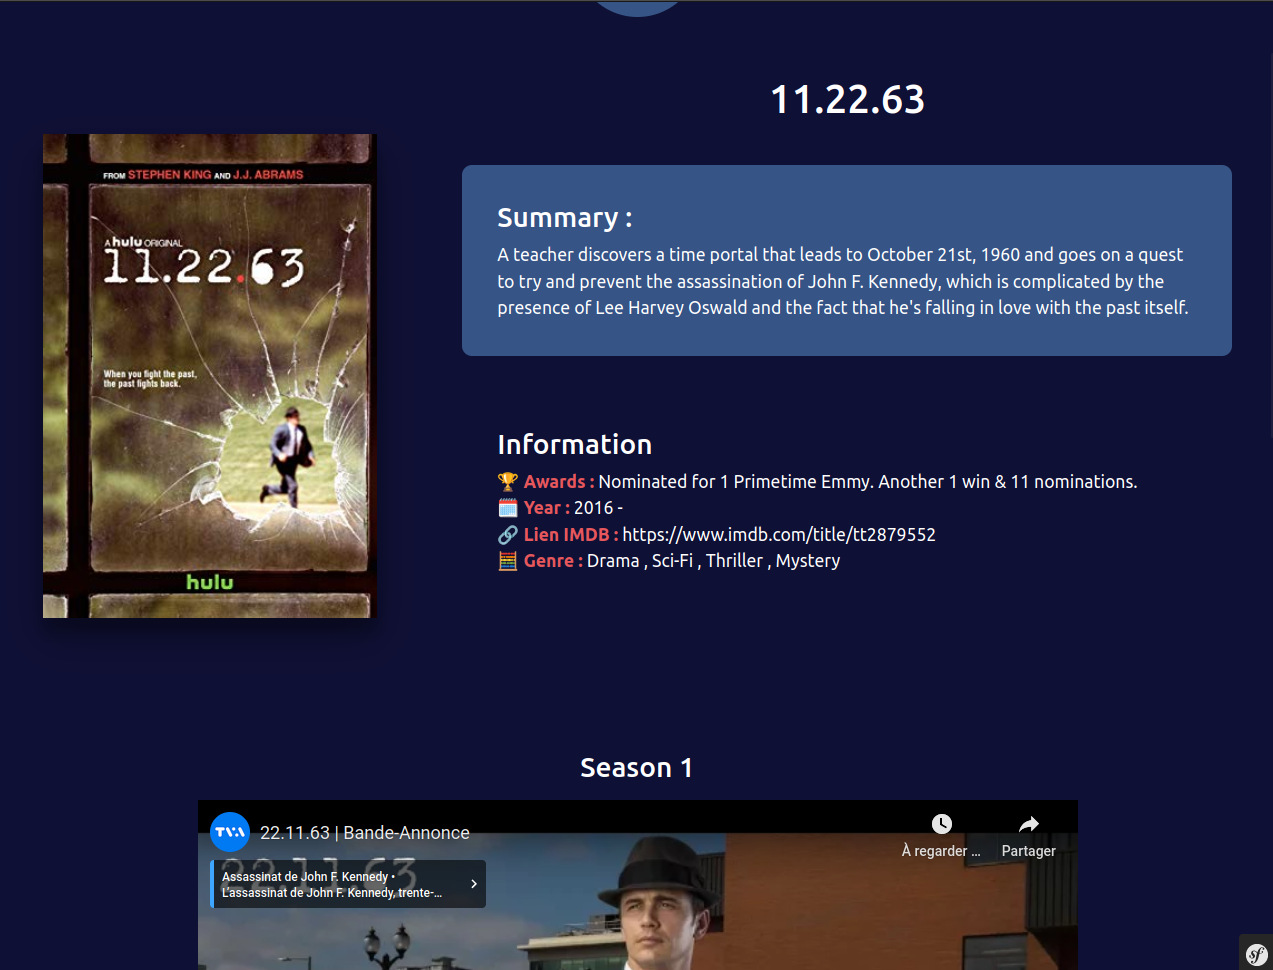 11.22.63
FROM STEPHEN KING AND J.J. ABRAMS
A hulu ORIGINAL
11.22.63
When you fight the past,
the past fights back.
hulu
Summary :
A teacher discovers a time portal that leads to October 21st, 1960 and goes on a quest
to try and prevent the assassination of John F. Kennedy, which is complicated by the
presence of Lee Harvey Oswald and the fact that he's falling in love with the past itself.
Information
🏆 Awards : Nominated for 1 Primetime Emmy. Another 1 win & 11 nominations.
🗓️ Year : 2016 -
🔗 Lien IMDB : https://www.imdb.com/title/tt2879552
🧮 Genre : Drama , Sci-Fi , Thriller , Mystery
Season 1
TVA
22.11.63 | Bande-Annonce
À regarder ...
Partager
22.11.63
Assassinat de John F. Kennedy •
L'assassinat de John F. Kennedy, trente-...
sf